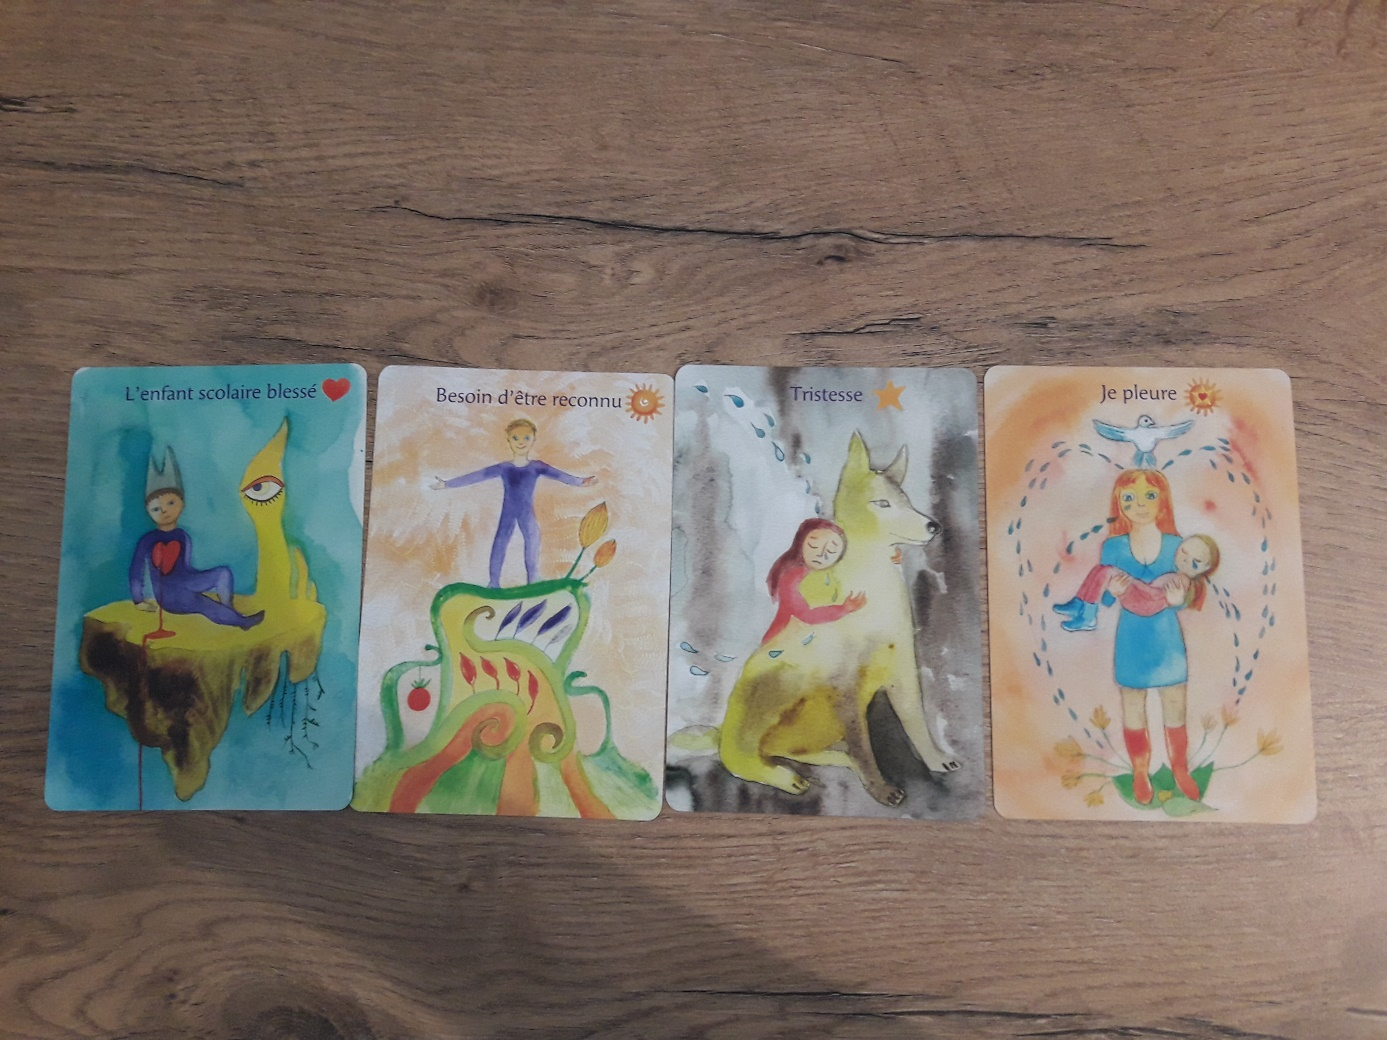 L'enfant scolaire blessé
Besoin d'être reconnu
Tristesse
Je pleure